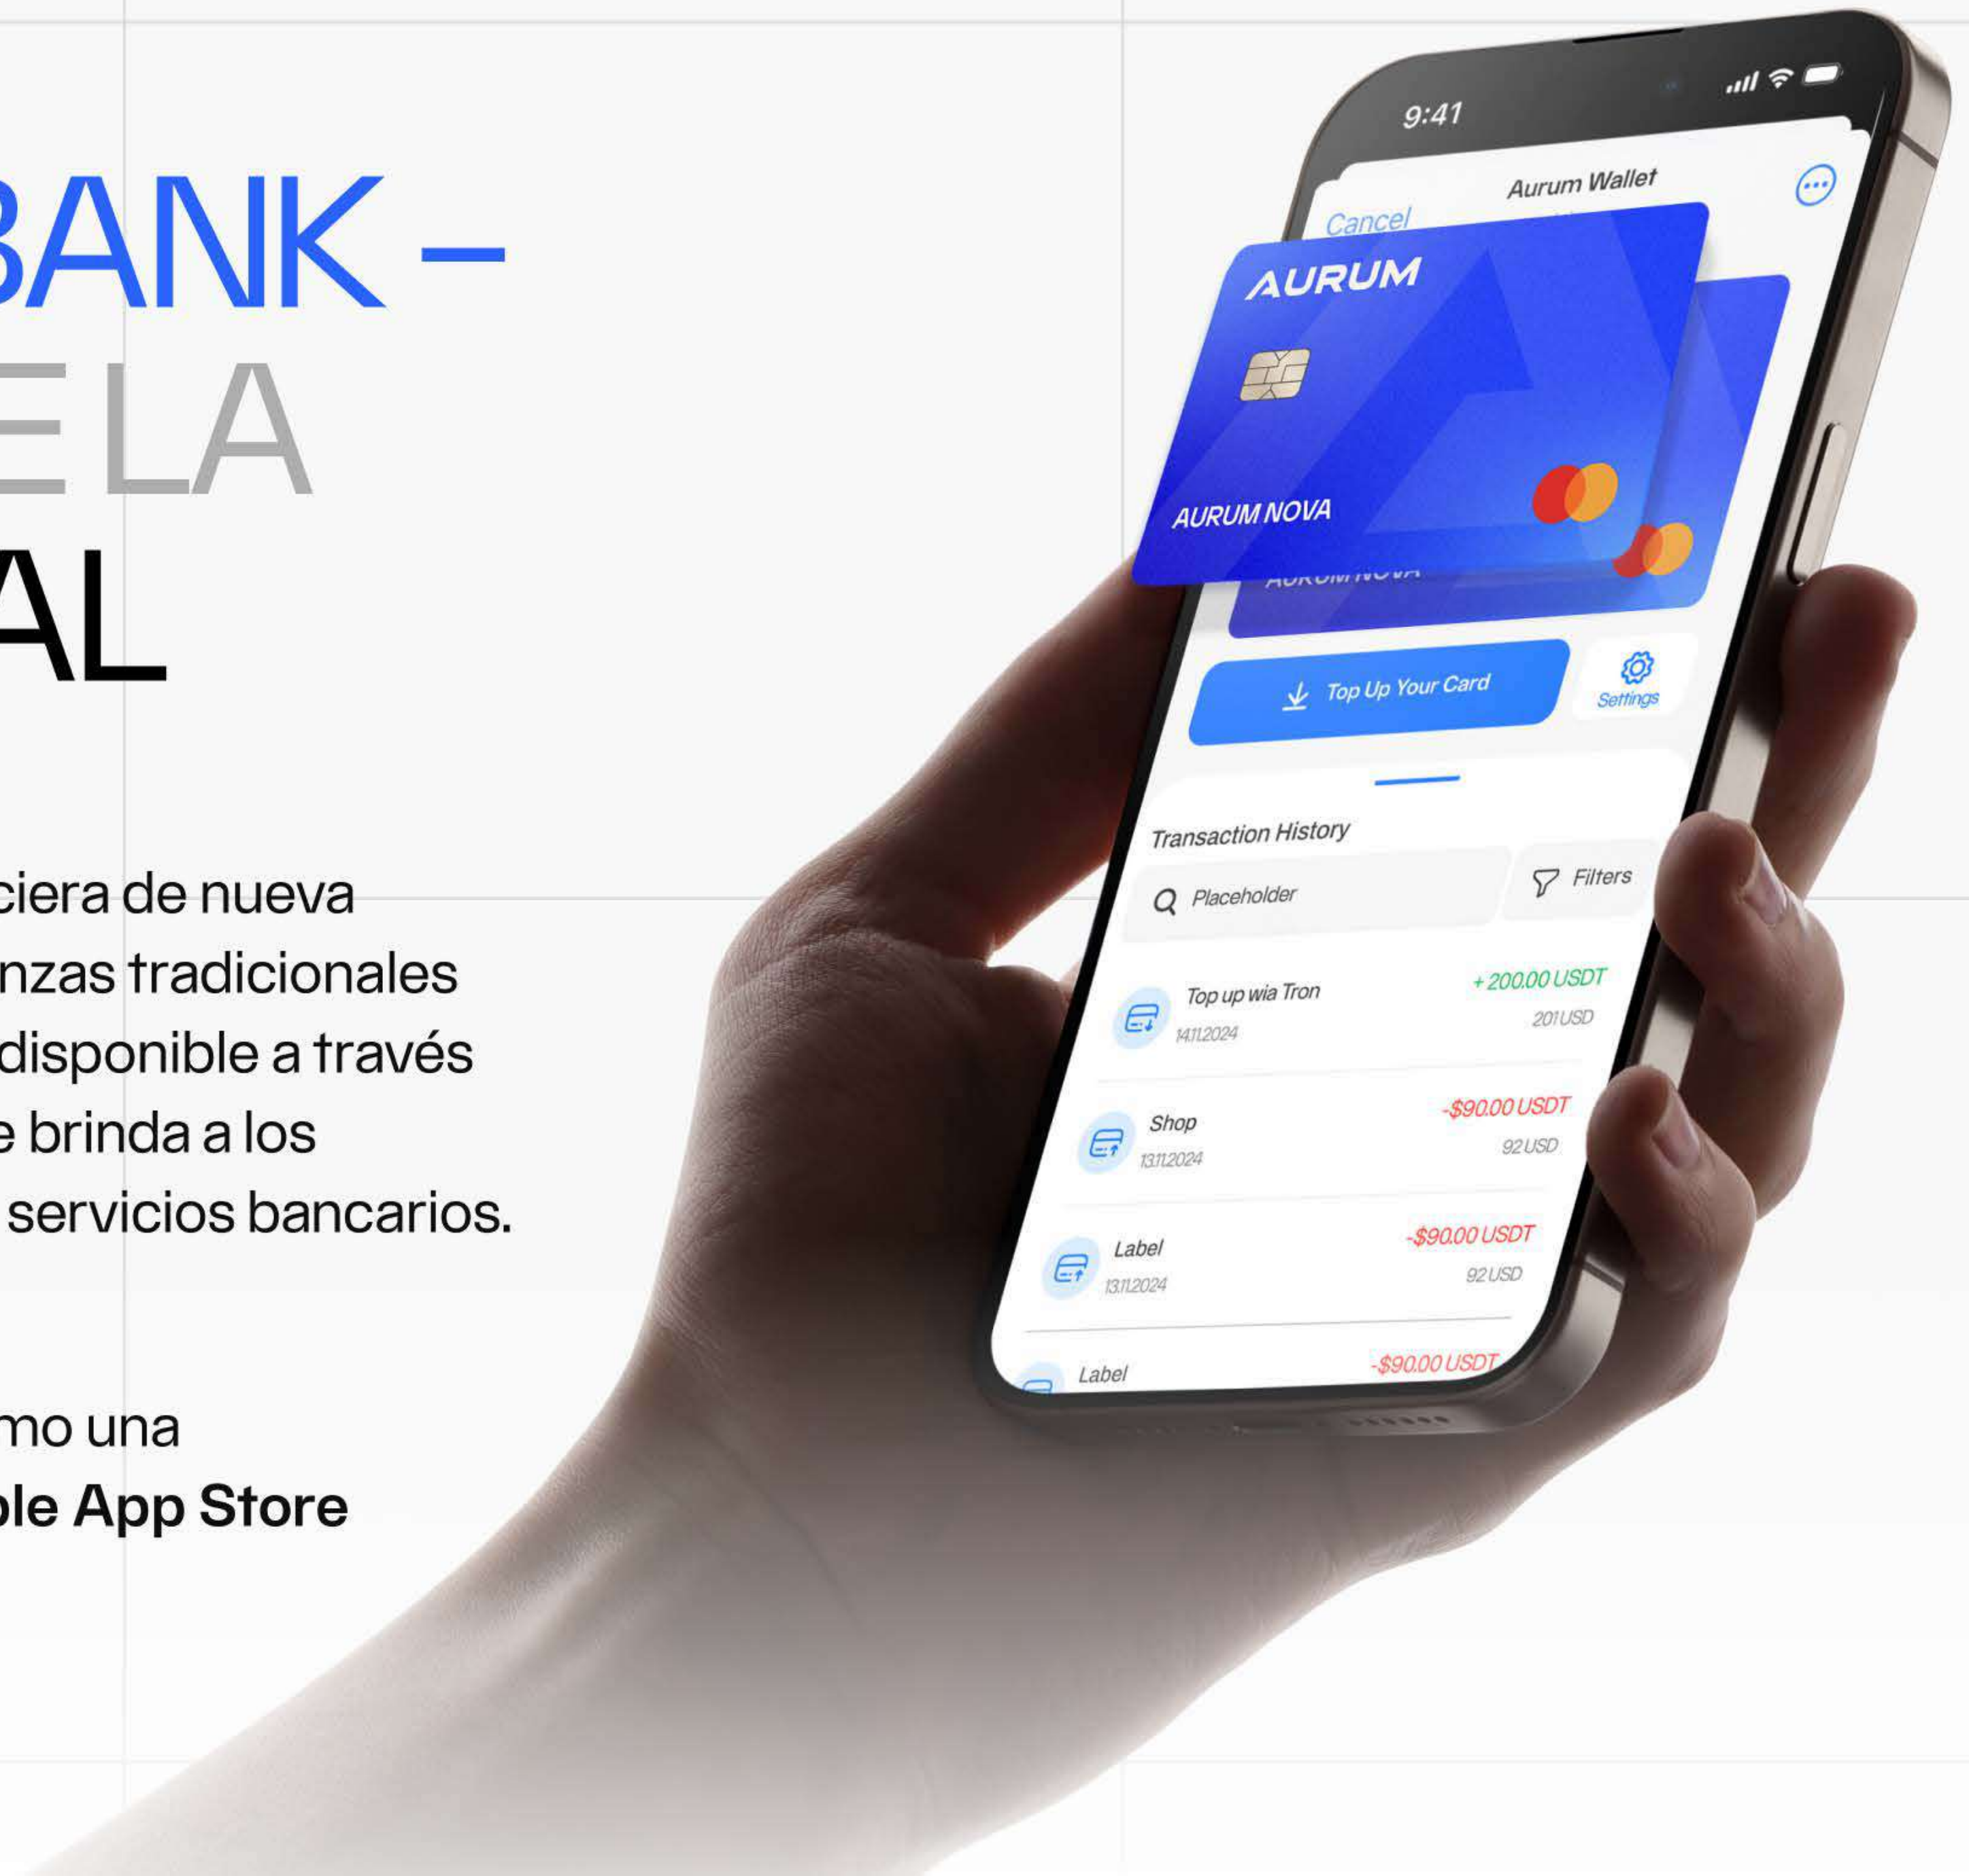 BANK –
E LA
AL
ciera de nueva
nzas tradicionales
disponible a través
e brinda a los
servicios bancarios.
mo una
ple App Store
9:41
Aurum Wallet
Cancel
AURUM
AURUM NOVA
AURUM NOVA
Top Up Your Card
Settings
Transaction History
Placeholder
Filters
Top up wia Tron
+ 200.00 USDT
14.11.2024
201 USD
Shop
-$90.00 USDT
13.11.2024
92 USD
Label
-$90.00 USDT
13.11.2024
92 USD
Label
-$90.00 USDT